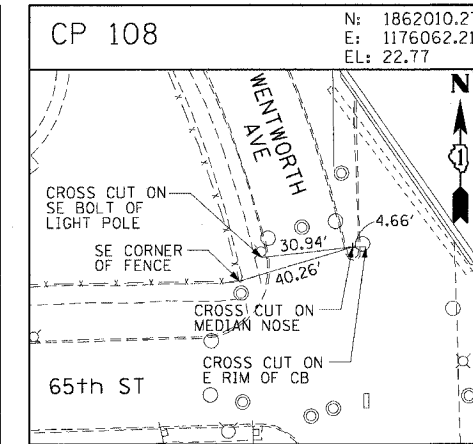 CP 108
N: 1862010.27
E: 1176062.21
EL: 22.77
N
WENTWORTH
AVE
CROSS CUT ON
SE BOLT OF
LIGHT POLE
4.66'
30.94'
SE CORNER
OF FENCE
40.26'
CROSS CUT ON
MEDIAN NOSE
CROSS CUT ON
E RIM OF CB
65th ST